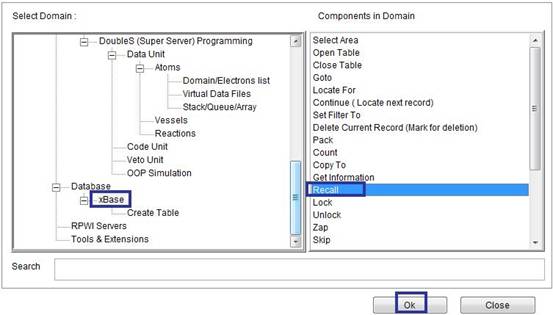 Select Domain :
DoubleS (Super Server) Programming
Data Unit
Atoms
Domain/Electrons list
Virtual Data Files
Stack/Queue/Array
Vessels
Reactions
Code Unit
Veto Unit
OOP Simulation
Database
xBase
Create Table
RPWI Servers
Tools & Extensions
Components in Domain
Select Area
Open Table
Close Table
Goto
Locate For
Continue ( Locate next record)
Set Filter To
Delete Current Record (Mark for deletion)
Pack
Count
Copy To
Get Information
Recall
Lock
Unlock
Zap
Skip
Search
Ok
Close